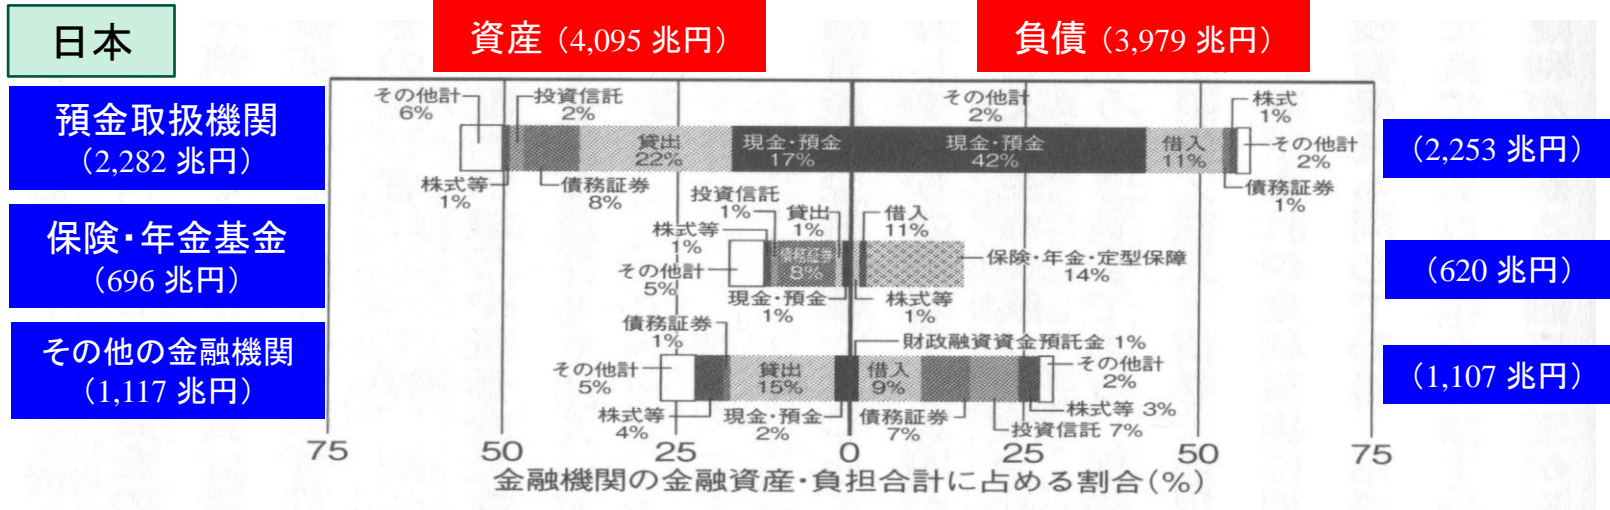 日本
資産（4,095 兆円）
負債（3,979 兆円）
預金取扱機関
（2,282 兆円）
その他計
6%
投資信託
2%
貸出
22%
現金・預金
17%
株式等
1%
債務証券
8%
その他計
2%
現金・預金
42%
借入
11%
株式
1%
その他計
2%
債務証券
1%
（2,253 兆円）
保険・年金基金
（696 兆円）
投資信託
1%
貸出
1%
株式等
1%
その他計
5%
債務証券
8%
現金・預金
1%
借入
11%
保険・年金・定型保障
14%
株式等
1%
（620 兆円）
その他の金融機関
（1,117 兆円）
債務証券
1%
その他計
5%
貸出
15%
株式等
4%
現金・預金
2%
財政融資資金預託金 1%
借入
9%
その他計
2%
債務証券
7%
株式等 3%
投資信託 7%
（1,107 兆円）
75 50 25 0 25 50 75
金融機関の金融資産・負担合計に占める割合(%)